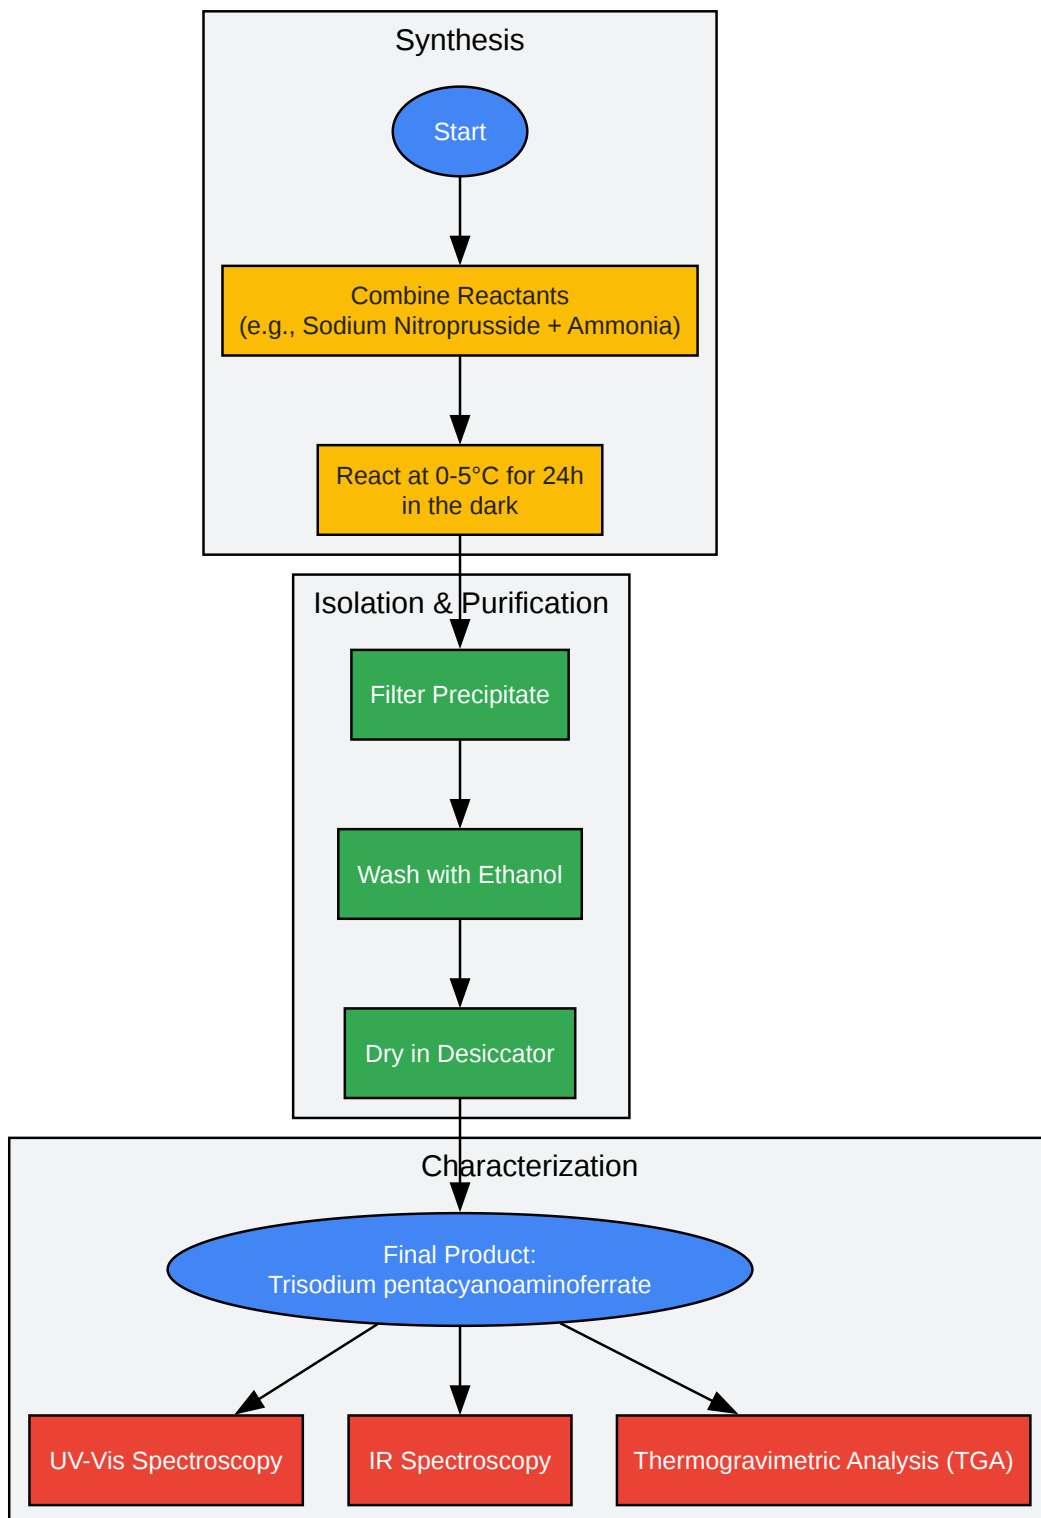 Synthesis
Start
Combine Reactants
(e.g., Sodium Nitroprusside + Ammonia)
React at 0-5°C for 24h
in the dark
Isolation & Purification
Filter Precipitate
Wash with Ethanol
Dry in Desiccator
Characterization
Final Product:
Trisodium pentacyanoaminoferrate
UV-Vis Spectroscopy
IR Spectroscopy
Thermogravimetric Analysis (TGA)